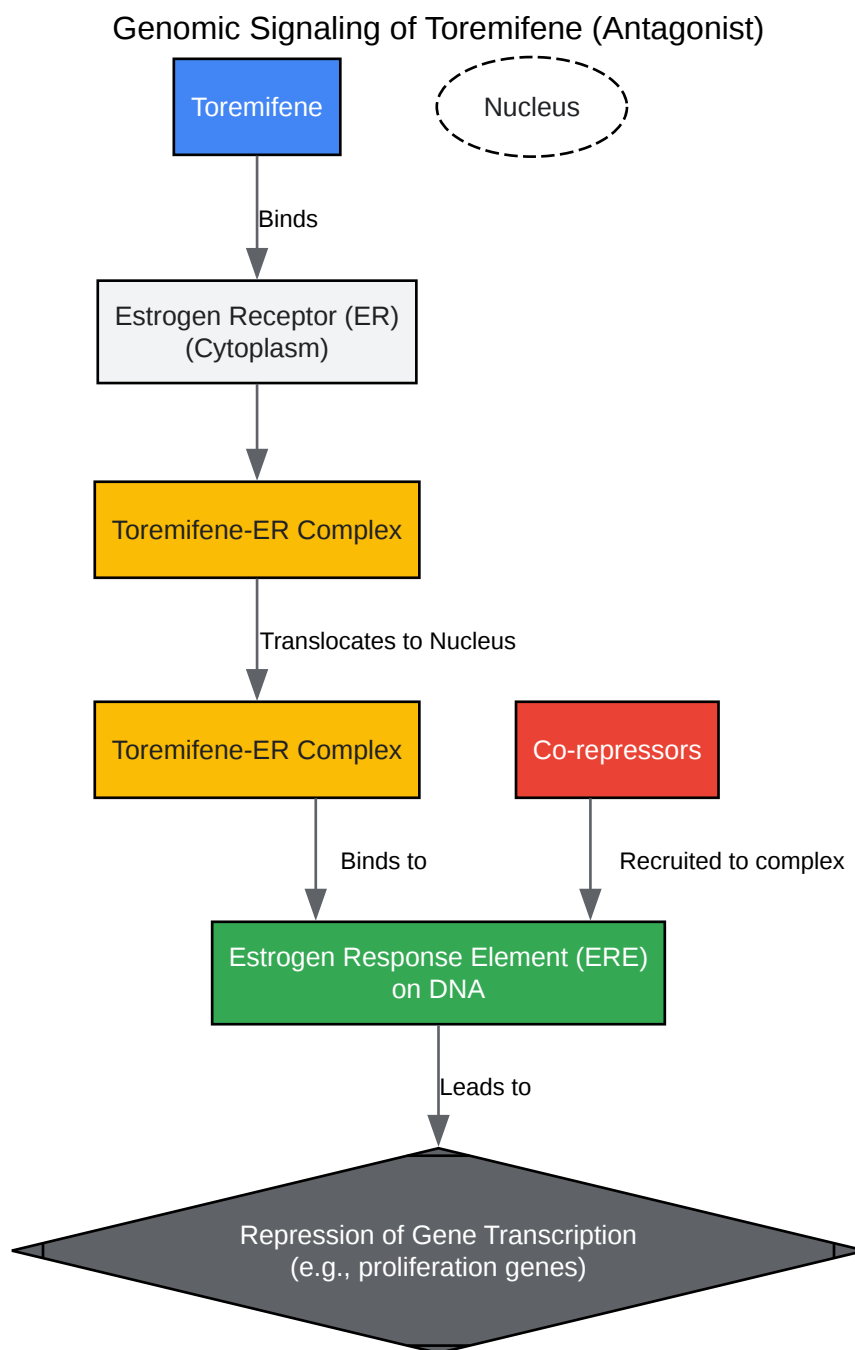 Genomic Signaling of Toremifene (Antagonist)
Toremifene
Nucleus
Binds
Estrogen Receptor (ER)
(Cytoplasm)
Toremifene-ER Complex
Translocates to Nucleus
Toremifene-ER Complex
Co-repressors
Binds to
Recruited to complex
Estrogen Response Element (ERE)
on DNA
Leads to
Repression of Gene Transcription
(e.g., proliferation genes)